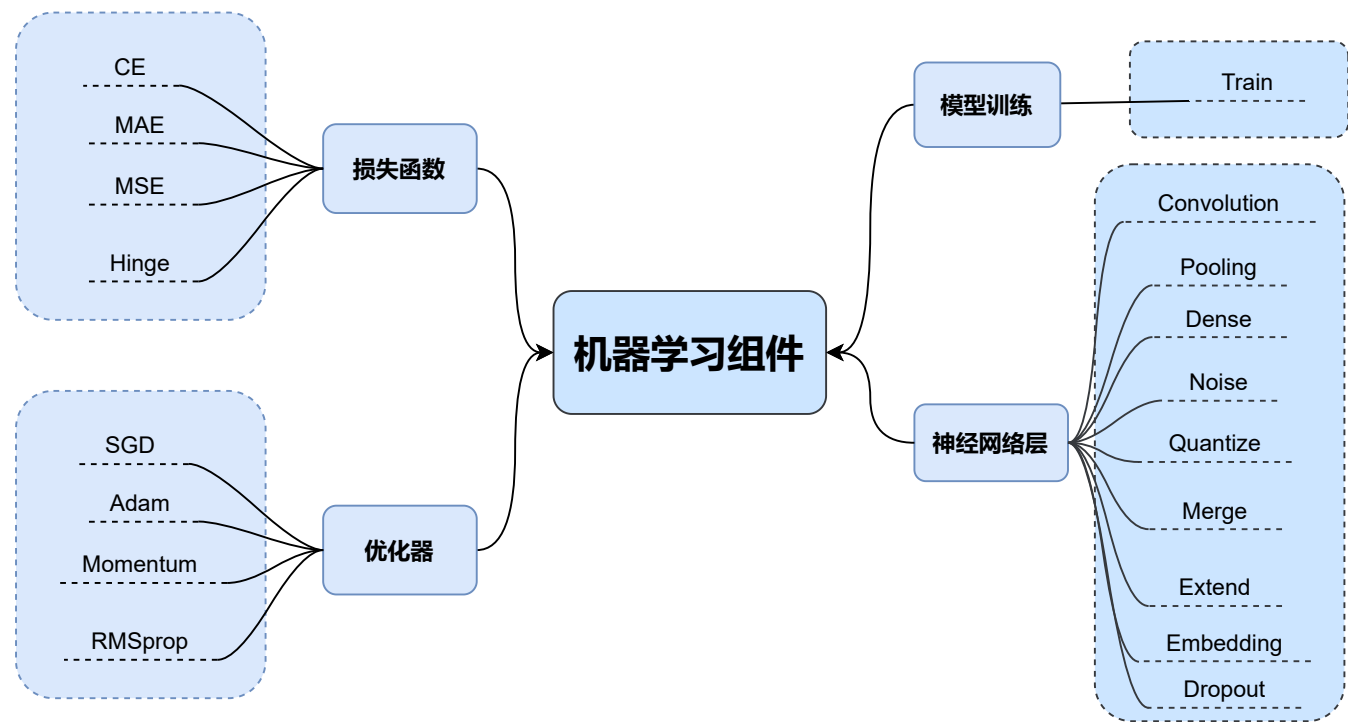 CE
MAE
MSE
Hinge
损失函数
SGD
Adam
Momentum
RMSprop
优化器
机器学习组件
模型训练
Train
神经网络层
Convolution
Pooling
Dense
Noise
Quantize
Merge
Extend
Embedding
Dropout